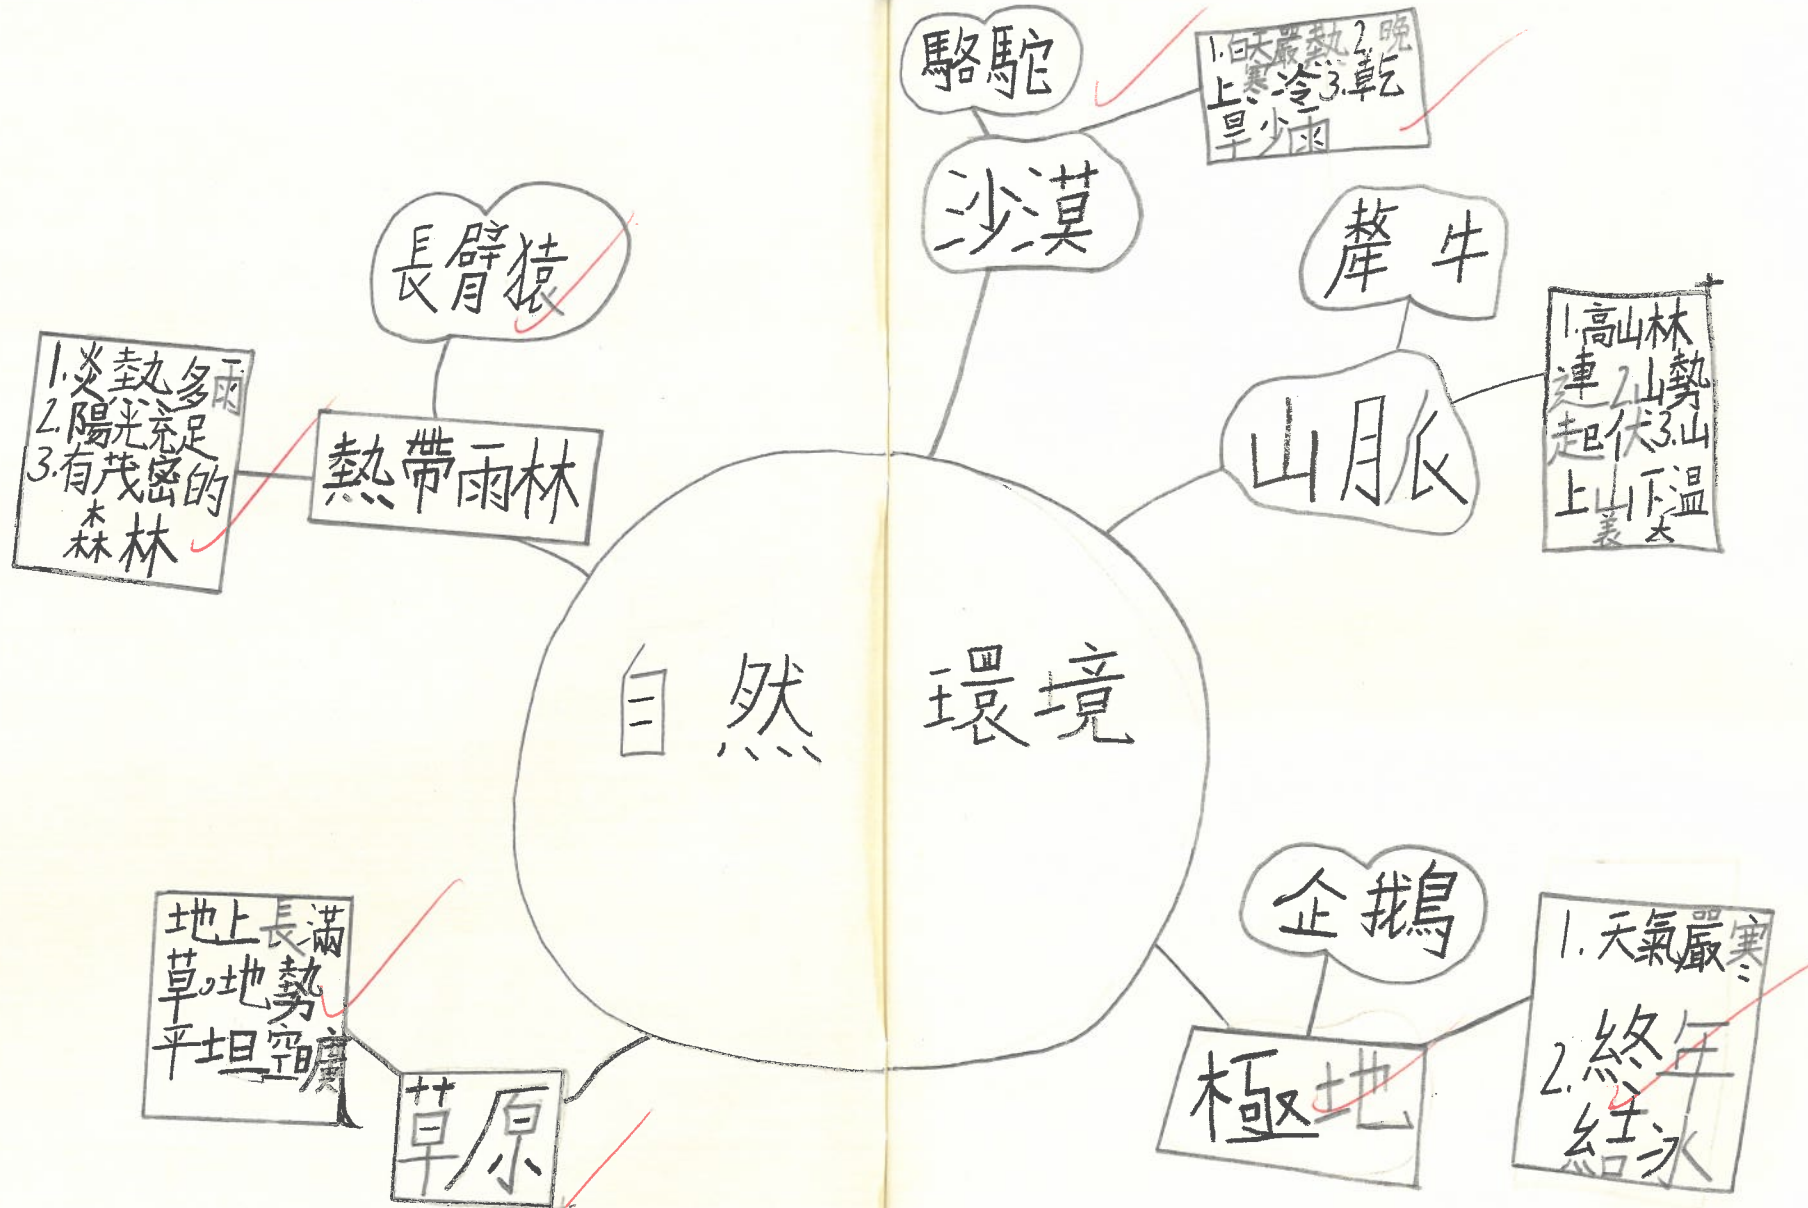 駱駝
1.白天嚴熱2.晚
上寒冷3.乾
旱少雨
沙漠
長臂猿
犛牛
1.炎熱多雨
2.陽光充足
3.有茂密的
森林
熱帶雨林
1.高山林
連2.山勢
起伏3.山
上山下溫
差大
山脈
自然環境
企鵝
1.天氣嚴寒
2.終年
結冰
極地
地上長滿
草。地勢
平坦空曠
草原